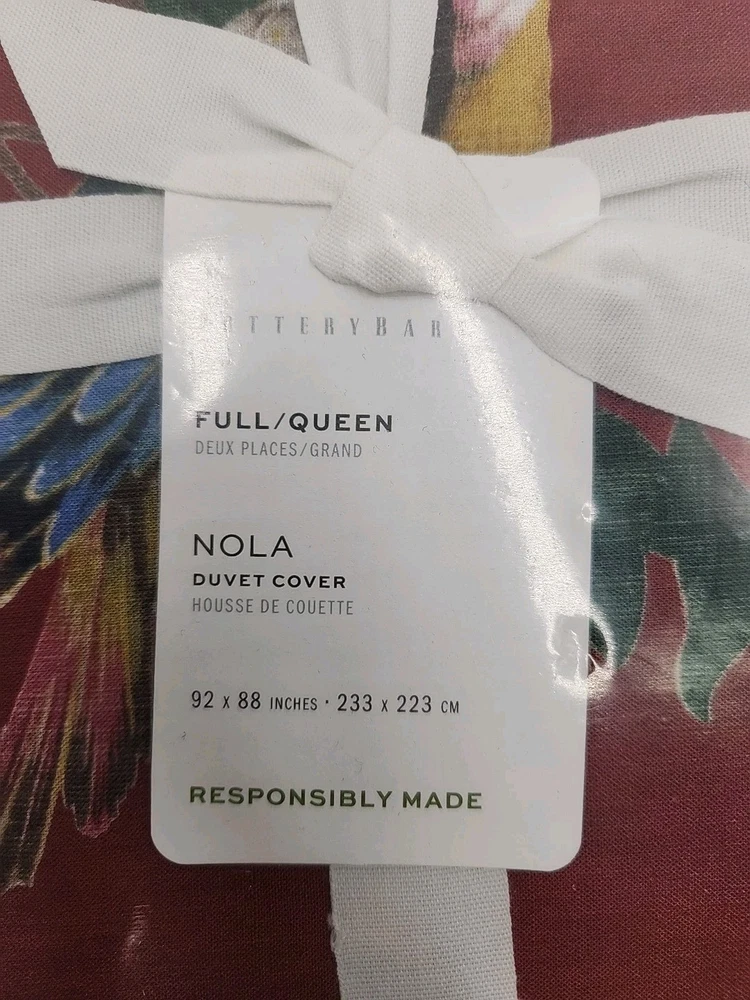 POTTERYBAR
FULL/QUEEN
DEUX PLACES/GRAND
NOLA
DUVET COVER
HOUSSE DE COUETTE
92 x 88 INCHES · 233 x 223 CM
RESPONSIBLY MADE